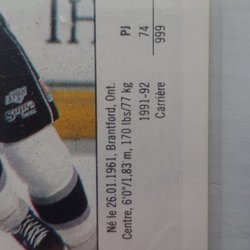 Né le 26.01.1961, Brantford, Ont.
Centre, 6'0"/1,83 m, 170 lbs/77 kg
PJ
1991-92 74
Carrière 999